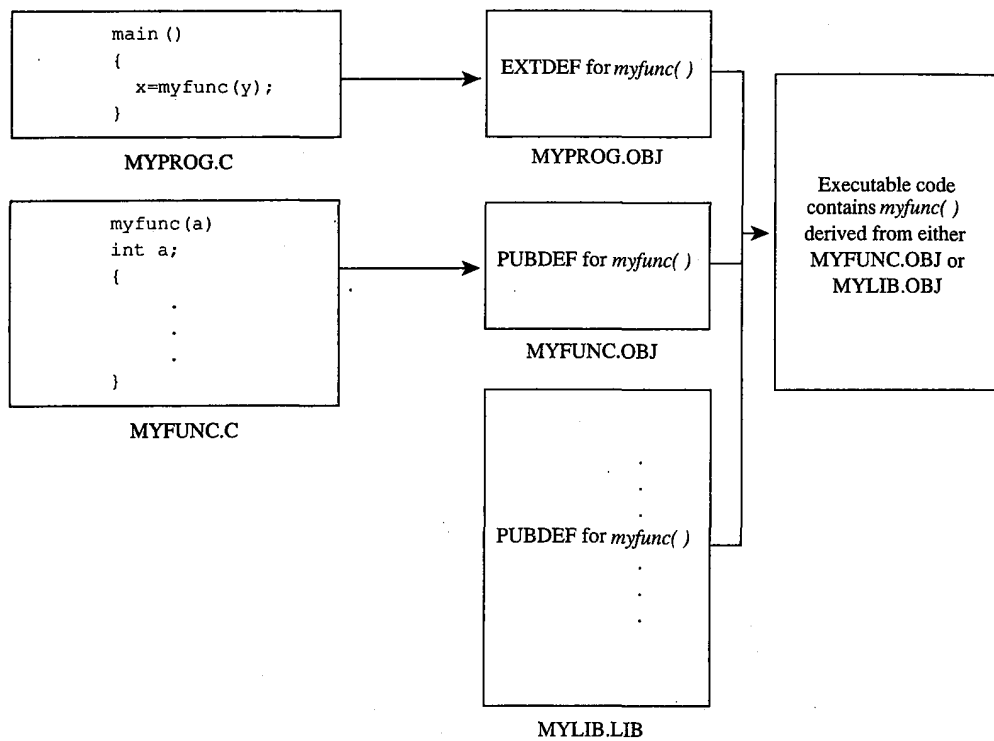 main ()
{
x=myfunc(y);
}
MYPROG.C
EXTDEF for myfunc( )
MYPROG.OBJ
myfunc(a)
int a;
{
.
.
.
}
MYFUNC.C
PUBDEF for myfunc( )
MYFUNC.OBJ
.
.
.
PUBDEF for myfunc( )
.
.
.
MYLIB.LIB
Executable code
contains myfunc( )
derived from either
MYFUNC.OBJ or
MYLIB.OBJ